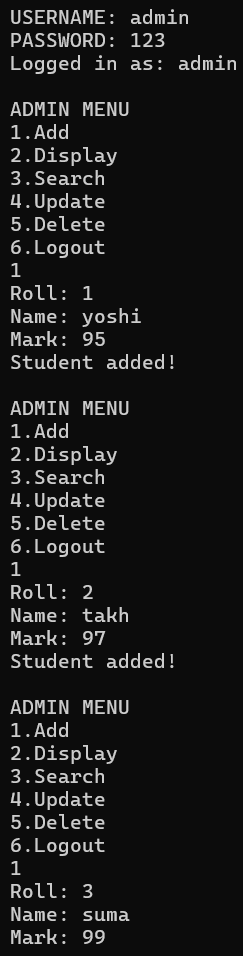 USERNAME: admin
PASSWORD: 123
Logged in as: admin
ADMIN MENU
1.Add
2.Display
3.Search
4.Update
5.Delete
6.Logout
1
Roll: 1
Name: yoshi
Mark: 95
Student added!
ADMIN MENU
1.Add
2.Display
3.Search
4.Update
5.Delete
6.Logout
1
Roll: 2
Name: takh
Mark: 97
Student added!
ADMIN MENU
1.Add
2.Display
3.Search
4.Update
5.Delete
6.Logout
1
Roll: 3
Name: suma
Mark: 99